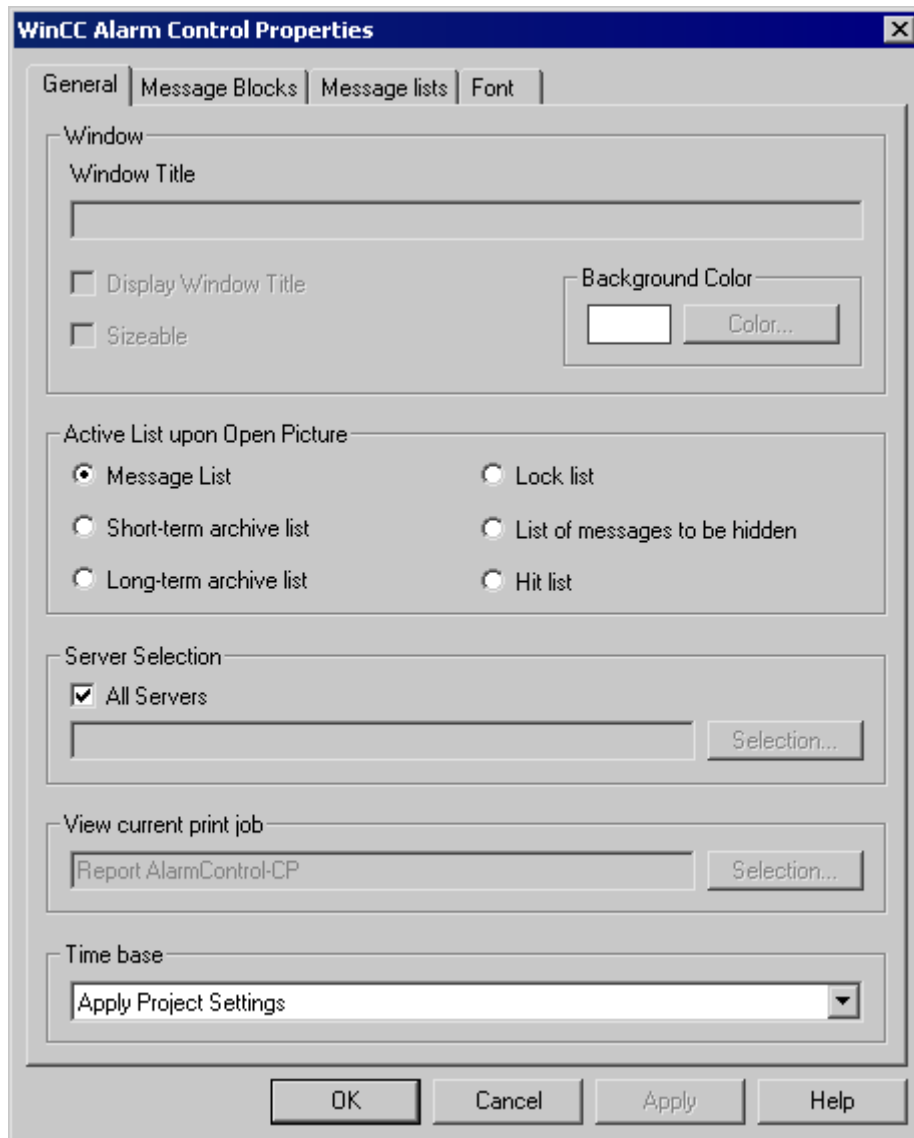 WinCC Alarm Control Properties
General Message Blocks Message lists Font
Window
Window Title
Display Window Title
Background Color
Color...
Sizeable
Active List upon Open Picture
Message List
Lock list
Short-term archive list
List of messages to be hidden
Long-term archive list
Hit list
Server Selection
All Servers
Selection...
View current print job
Report AlarmControl-CP
Selection...
Time base
Apply Project Settings
OK Cancel Apply Help